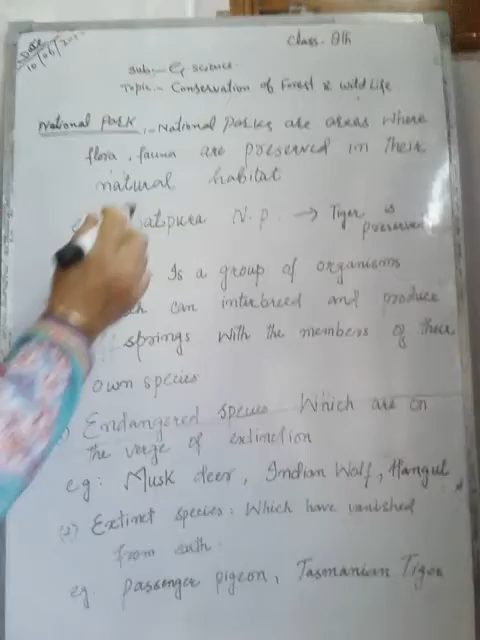 Date
Class. 8th
Sub:- G science
Topic:- Conservation of Forest & Wild Life
National Park :- National Parks are areas where
flora, fauna are preserved in their
natural habitat
atpura N.P. → Tiger is
preserved
Is a group of organisms
can interbreed and produce
springs with the members of their
own species
) Endangered species Which are on
the verge of extinction
eg: Musk deer, Indian Wolf, Hangul
(2) Extinct species: Which have vanished
from earth.
eg Passenger pigeon, Tasmanian Tiger